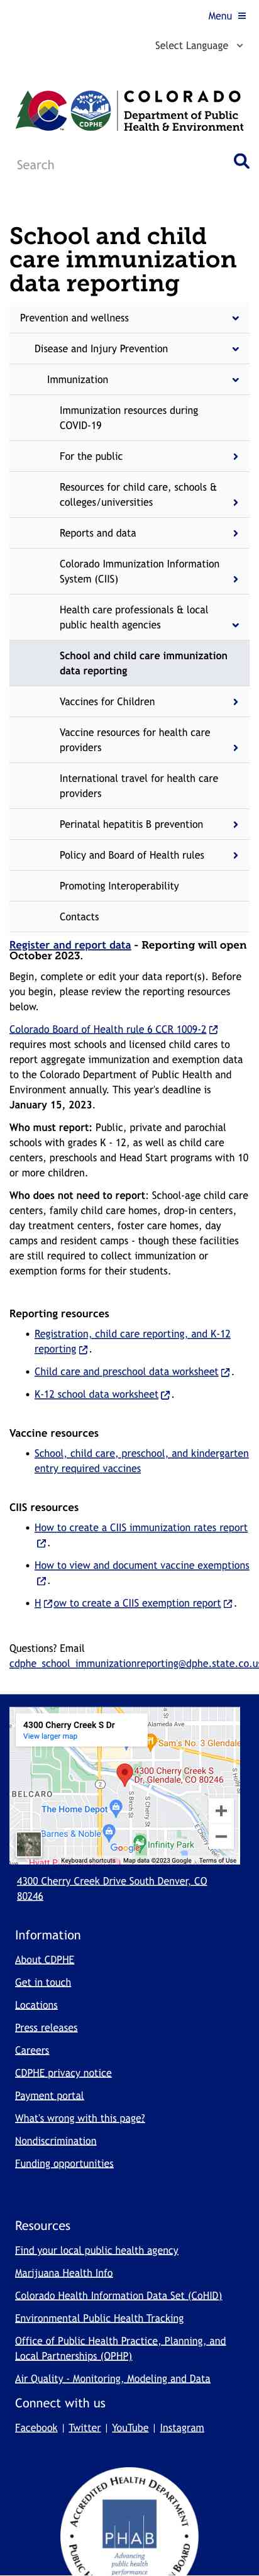 Menu
Select Language
COLORADO
Department of Public
Health & Environment
CDPHE
TM
Search
School and child
care immunization
data reporting
Prevention and wellness
Disease and Injury Prevention
Immunization
Immunization resources during
COVID-19
For the public
Resources for child care, schools &
colleges/universities
Reports and data
Colorado Immunization Information
System (CIIS)
Health care professionals & local
public health agencies
School and child care immunization
data reporting
Vaccines for Children
Vaccine resources for health care
providers
International travel for health care
providers
Perinatal hepatitis B prevention
Policy and Board of Health rules
Promoting Interoperability
Contacts
Register and report data - Reporting will open
October 2023.
Begin, complete or edit your data report(s). Before
you begin, please review the reporting resources
below.
Colorado Board of Health rule 6 CCR 1009-2
requires most schools and licensed child cares to
report aggregate immunization and exemption data
to the Colorado Department of Public Health and
Environment annually. This year's deadline is
January 15, 2023.
Who must report: Public, private and parochial
schools with grades K - 12, as well as child care
centers, preschools and Head Start programs with 10
or more children.
Who does not need to report: School-age child care
centers, family child care homes, drop-in centers,
day treatment centers, foster care homes, day
camps and resident camps - though these facilities
are still required to collect immunization or
exemption forms for their students.
Reporting resources
• Registration, child care reporting, and K-12
reporting .
• Child care and preschool data worksheet .
• K-12 school data worksheet .
Vaccine resources
• School, child care, preschool, and kindergarten
entry required vaccines
CIIS resources
• How to create a CIIS immunization rates report
.
• How to view and document vaccine exemptions
.
• H ow to create a CIIS exemption report .
Questions? Email
cdphe_school_immunizationreporting@dphe.state.co.u
4300 Cherry Creek S Dr
View larger map
Alameda Ave
Sam's No. 3 Glendale
4300 Cherry Creek S
Dr, Glendale, CO 80246
BELCARO
The Home Depot
Barnes & Noble
S Birch St
Cherry St
Google
Infinity Park
Hyatt P
Keyboard shortcuts
Map data ©2023 Google
Terms of Use
4300 Cherry Creek Drive South Denver, CO
80246
Information
About CDPHE
Get in touch
Locations
Press releases
Careers
CDPHE privacy notice
Payment portal
What's wrong with this page?
Nondiscrimination
Funding opportunities
Resources
Find your local public health agency
Marijuana Health Info
Colorado Health Information Data Set (CoHID)
Environmental Public Health Tracking
Office of Public Health Practice, Planning, and
Local Partnerships (OPHP)
Air Quality - Monitoring, Modeling and Data
Connect with us
Facebook | Twitter | YouTube | Instagram
ACCREDITED HEALTH DEPARTMENT
PHAB
Advancing
public health
performance